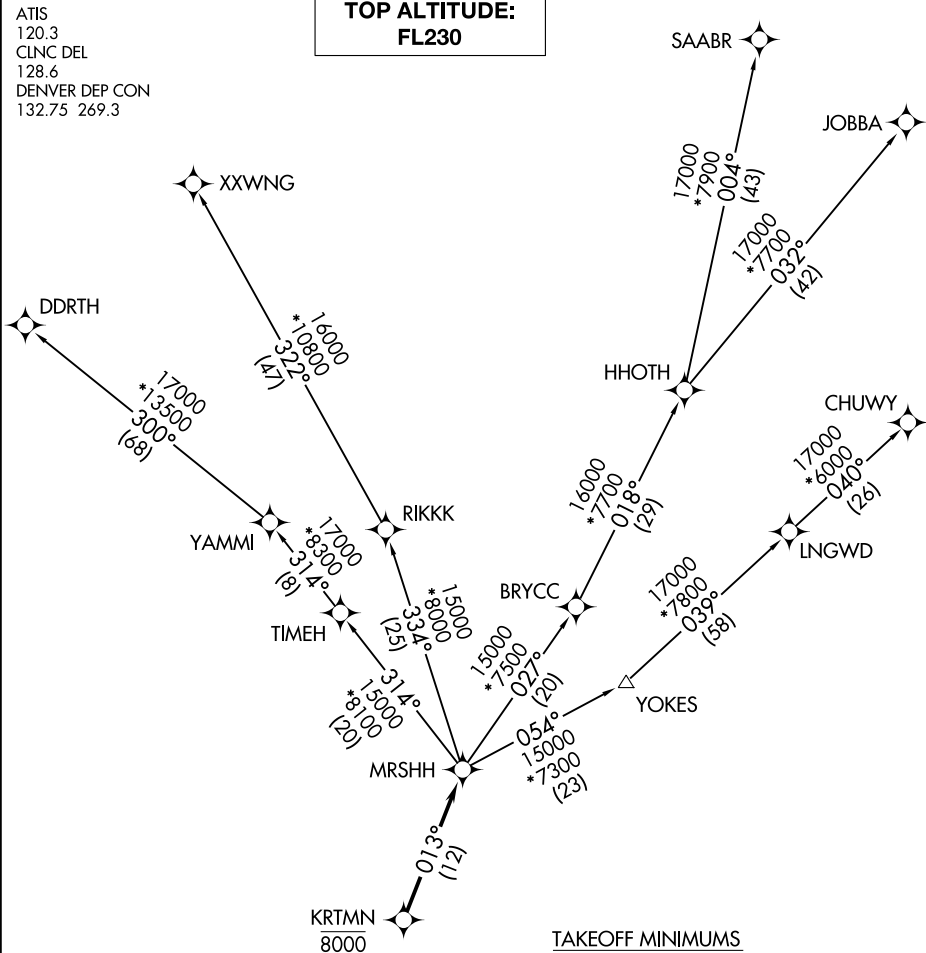 ATIS
120.3
CLNC DEL
128.6
DENVER DEP CON
132.75 269.3
TOP ALTITUDE:
FL230
SAABR
JOBBA
17000
*7900
004°
(43)
17000
*7700
032°
(42)
XXWNG
DDRTH
16000
*10800
322°
(47)
17000
*13500
300°
(68)
HHOTH
CHUWY
17000
*6000
040°
(26)
16000
*7700
018°
(29)
RIKKK
YAMMI
LNGWD
17000
*8300
314°
(8)
BRYCC
17000
*7800
039°
(58)
TIMEH
15000
*8000
334°
(25)
15000
*7500
027°
(20)
YOKES
314°
15000
*8100
(20)
054°
15000
*7300
(23)
MRSHH
013°
(12)
KRTMN
8000
TAKEOFF MINIMUMS